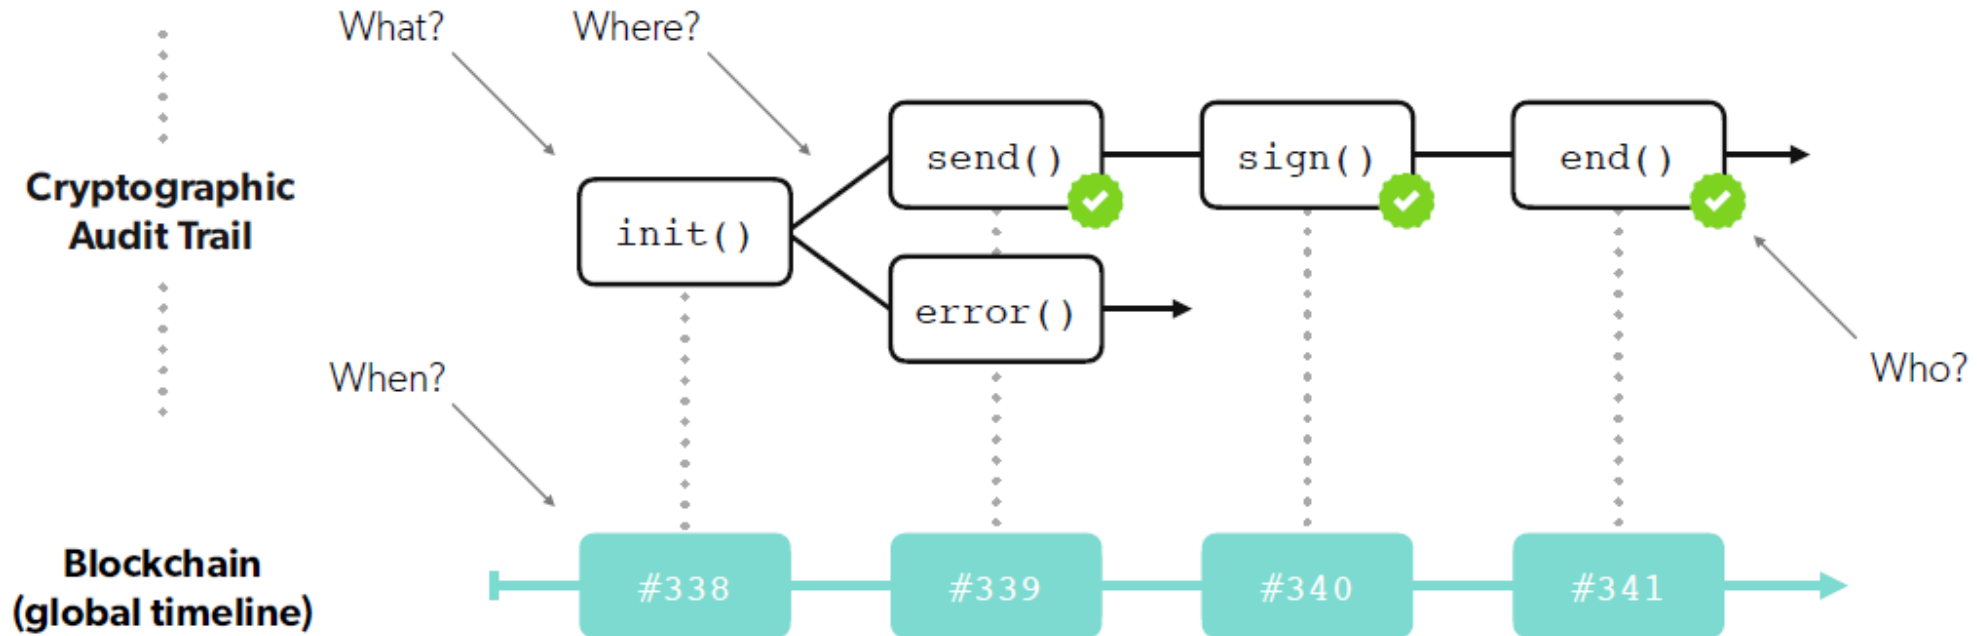 What?
Where?
send()
sign()
end()
Cryptographic
Audit Trail
init()
error()
When?
Who?
Blockchain
(global timeline)
#338
#339
#340
#341